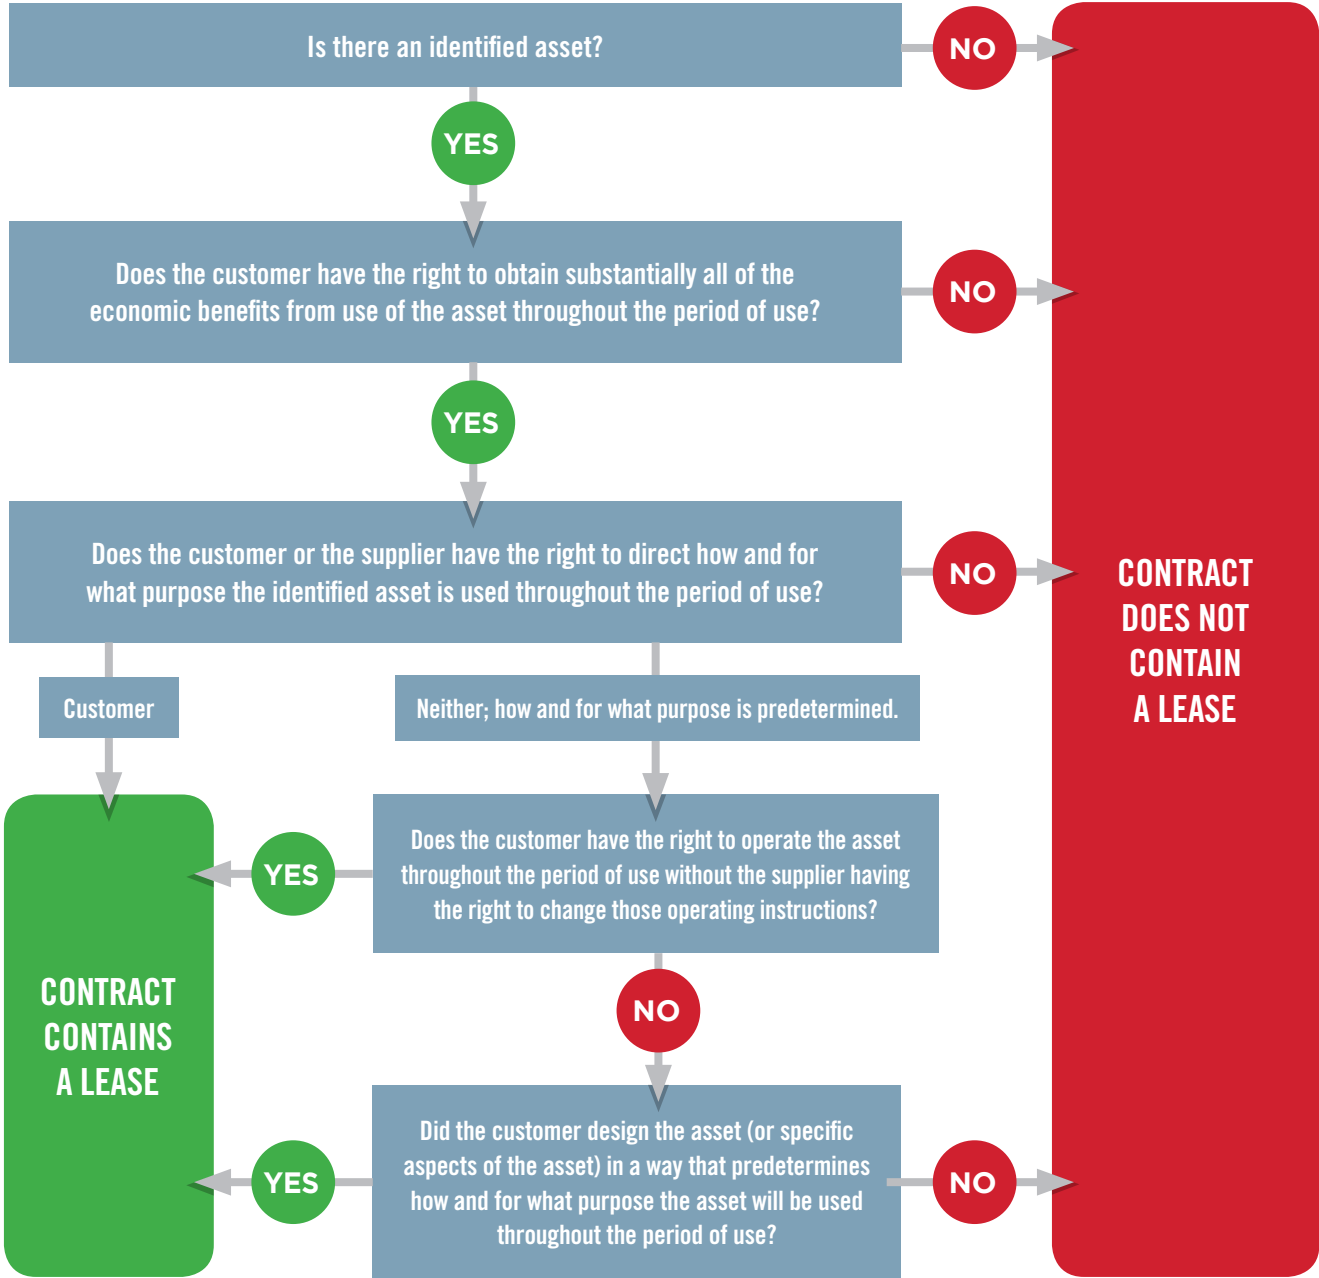 Is there an identified asset?
NO
YES
Does the customer have the right to obtain substantially all of the
economic benefits from use of the asset throughout the period of use?
NO
YES
Does the customer or the supplier have the right to direct how and for
what purpose the identified asset is used throughout the period of use?
NO
CONTRACT
DOES NOT
CONTAIN
A LEASE
Customer
Neither; how and for what purpose is predetermined.
Does the customer have the right to operate the asset
throughout the period of use without the supplier having
the right to change those operating instructions?
YES
CONTRACT
CONTAINS
A LEASE
NO
Did the customer design the asset (or specific
aspects of the asset) in a way that predetermines
how and for what purpose the asset will be used
throughout the period of use?
YES
NO